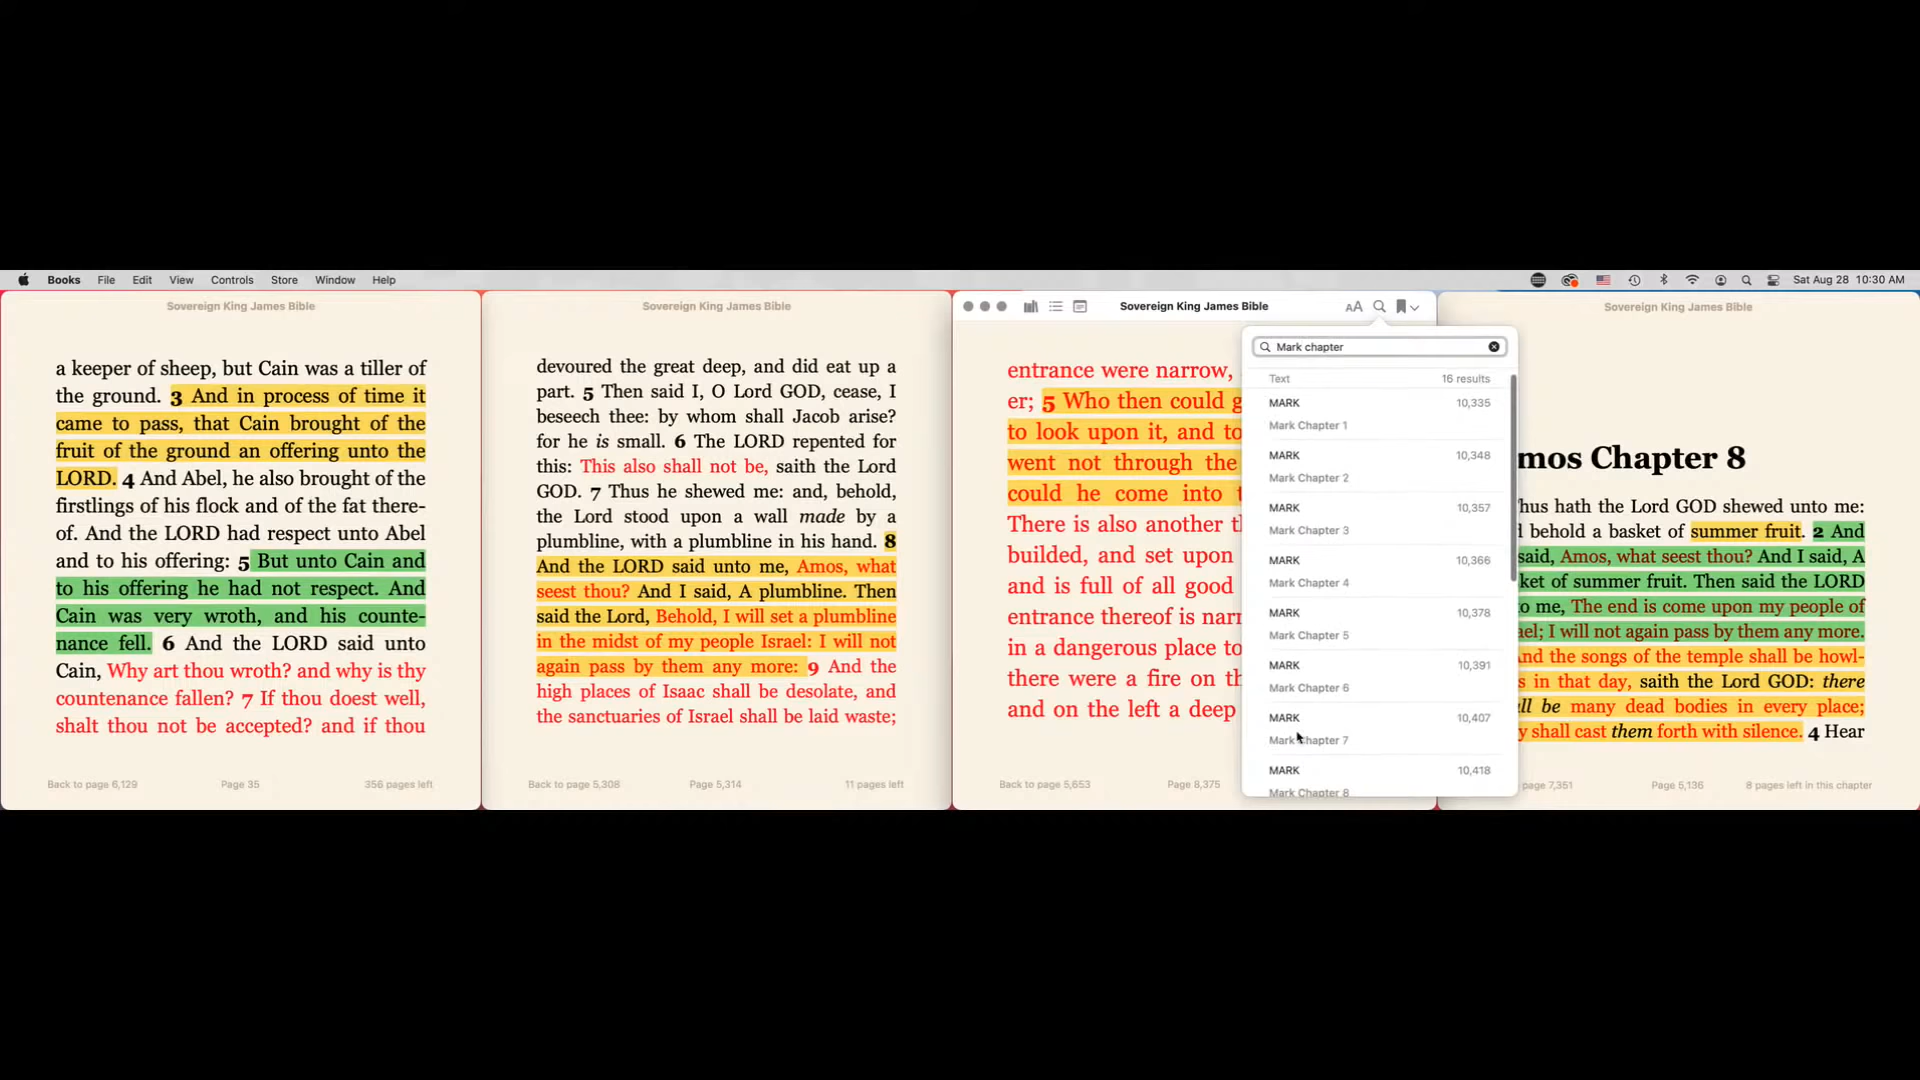 Books File Edit View Controls Store Window Help
Sat Aug 28 10:30 AM
Sovereign King James Bible
a keeper of sheep, but Cain was a tiller of
the ground. 3 And in process of time it
came to pass, that Cain brought of the
fruit of the ground an offering unto the
LORD. 4 And Abel, he also brought of the
firstlings of his flock and of the fat there-
of. And the LORD had respect unto Abel
and to his offering: 5 But unto Cain and
to his offering he had not respect. And
Cain was very wroth, and his counte-
nance fell. 6 And the LORD said unto
Cain, Why art thou wroth? and why is thy
countenance fallen? 7 If thou doest well,
shalt thou not be accepted? and if thou
Back to page 6,129 Page 35 356 pages left
Sovereign King James Bible
devoured the great deep, and did eat up a
part. 5 Then said I, O Lord GOD, cease, I
beseech thee: by whom shall Jacob arise?
for he is small. 6 The LORD repented for
this: This also shall not be, saith the Lord
GOD. 7 Thus he shewed me: and, behold,
the Lord stood upon a wall made by a
plumbline, with a plumbline in his hand. 8
And the LORD said unto me, Amos, what
seest thou? And I said, A plumbline. Then
said the Lord, Behold, I will set a plumbline
in the midst of my people Israel: I will not
again pass by them any more: 9 And the
high places of Isaac shall be desolate, and
the sanctuaries of Israel shall be laid waste;
Back to page 5,308 Page 5,314 11 pages left
Sovereign King James Bible AA
entrance were narrow,
er; 5 Who then could g
to look upon it, and to
went not through the
could he come into t
There is also another t
builded, and set upon
and is full of all good
entrance thereof is narr
in a dangerous place to
there were a fire on th
and on the left a deep
Back to page 5,653 Page 8,375
Mark chapter
Text 16 results
MARK 10,335
Mark Chapter 1
MARK 10,348
Mark Chapter 2
MARK 10,357
Mark Chapter 3
MARK 10,366
Mark Chapter 4
MARK 10,378
Mark Chapter 5
MARK 10,391
Mark Chapter 6
MARK 10,407
Mark Chapter 7
MARK 10,418
Mark Chapter 8
Sovereign King James Bible
mos Chapter 8
hus hath the Lord GOD shewed unto me:
d behold a basket of summer fruit. 2 And
said, Amos, what seest thou? And I said, A
ket of summer fruit. Then said the LORD
o me, The end is come upon my people of
ael; I will not again pass by them any more.
And the songs of the temple shall be howl-
s in that day, saith the Lord GOD: there
ll be many dead bodies in every place;
y shall cast them forth with silence. 4 Hear
7,351 Page 5,136 8 pages left in this chapter